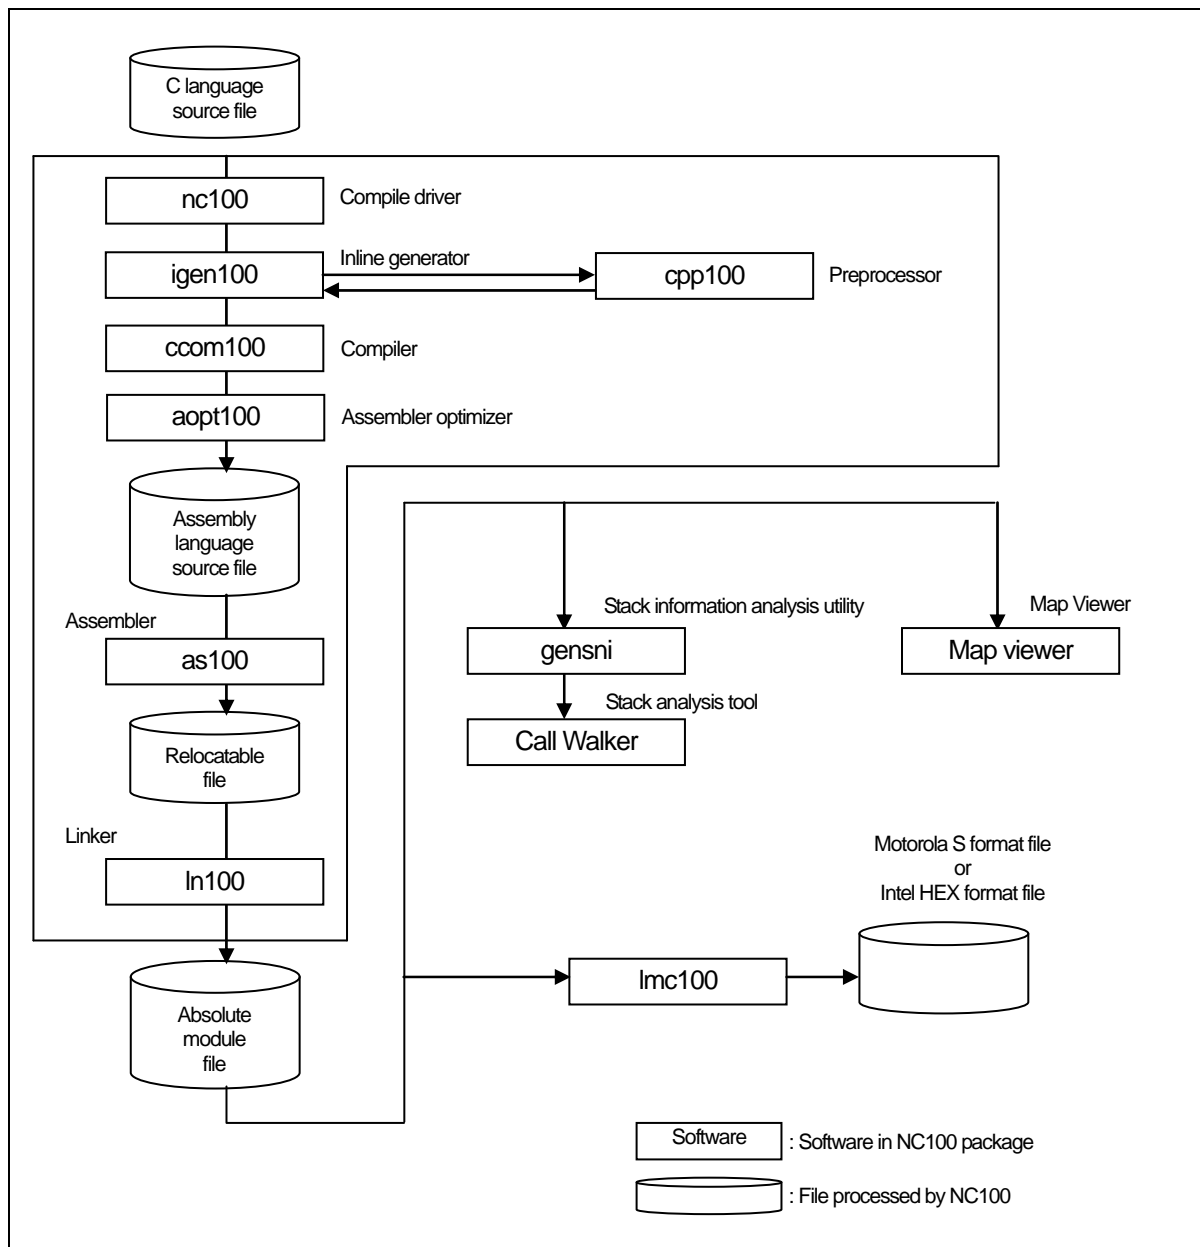 C language
source file
nc100
Compile driver
igen100
Inline generator
cpp100
Preprocessor
ccom100
Compiler
aopt100
Assembler optimizer
Assembly
language
source file
Assembler
as100
Stack information analysis utility
gensni
Map Viewer
Map viewer
Stack analysis tool
Call Walker
Relocatable
file
Linker
ln100
Motorola S format file
or
Intel HEX format file
lmc100
Absolute
module
file
Software
: Software in NC100 package
: File processed by NC100